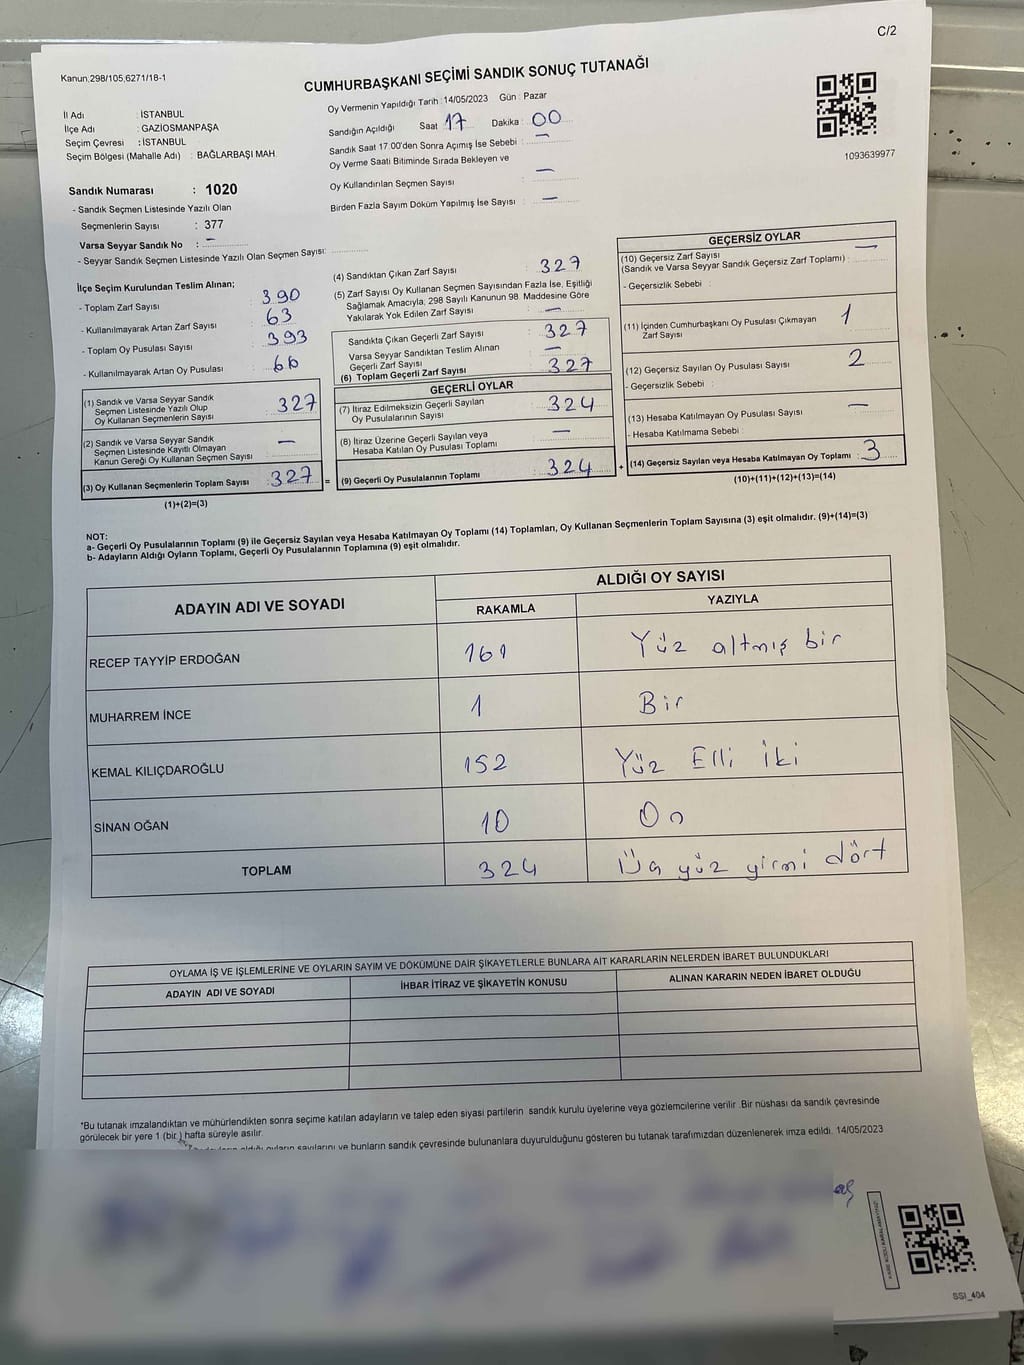 C/2
Kanun:298/105,6271/18-1
CUMHURBAŞKANI SEÇİMİ SANDIK SONUÇ TUTANAĞI
İl Adı : İSTANBUL
İlçe Adı : GAZİOSMANPAŞA
Seçim Çevresi : İSTANBUL
Seçim Bölgesi (Mahalle Adı) : BAĞLARBAŞI MAH.
Oy Vermenin Yapıldığı Tarih : 14/05/2023 Gün : Pazar
Sandığın Açıldığı Saat 17 Dakika : 00
Sandık Saat 17:00'den Sonra Açımış İse Sebebi : —
Oy Verme Saati Bitiminde Sırada Bekleyen ve
Oy Kullandırılan Seçmen Sayısı : —
Birden Fazla Sayım Döküm Yapılmış İse Sayısı : —
1093639977
Sandık Numarası : 1020
- Sandık Seçmen Listesinde Yazılı Olan
Seçmenlerin Sayısı : 377
Varsa Seyyar Sandık No : —
- Seyyar Sandık Seçmen Listesinde Yazılı Olan Seçmen Sayısı:
İlçe Seçim Kurulundan Teslim Alınan;
- Toplam Zarf Sayısı : 390
- Kullanılmayarak Artan Zarf Sayısı : 63
- Toplam Oy Pusulası Sayısı : 393
- Kullanılmayarak Artan Oy Pusulası : 66
(1) Sandık ve Varsa Seyyar Sandık
Seçmen Listesinde Yazılı Olup
Oy Kullanan Seçmenlerin Sayısı : 327
(2) Sandık ve Varsa Seyyar Sandık
Seçmen Listesinde Kayıtlı Olmayan
Kanun Gereği Oy Kullanan Seçmen Sayısı : —
(3) Oy Kullanan Seçmenlerin Toplam Sayısı : 327 =
(1)+(2)=(3)
(4) Sandıktan Çıkan Zarf Sayısı : 327
(5) Zarf Sayısı Oy Kullanan Seçmen Sayısından Fazla İse, Eşitliği
Sağlamak Amacıyla; 298 Sayılı Kanunun 98. Maddesine Göre
Yakılarak Yok Edilen Zarf Sayısı : —
Sandıkta Çıkan Geçerli Zarf Sayısı : 327
Varsa Seyyar Sandıktan Teslim Alınan
Geçerli Zarf Sayısı : —
(6) Toplam Geçerli Zarf Sayısı : 327
GEÇERLİ OYLAR
(7) İtiraz Edilmeksizin Geçerli Sayılan
Oy Pusulalarının Sayısı : 324
(8) İtiraz Üzerine Geçerli Sayılan veya
Hesaba Katılan Oy Pusulası Toplamı : —
(9) Geçerli Oy Pusulalarının Toplamı : 324 +
GEÇERSİZ OYLAR
(10) Geçersiz Zarf Sayısı
(Sandık ve Varsa Seyyar Sandık Geçersiz Zarf Toplamı) : —
- Geçersizlik Sebebi :
(11) İçinden Cumhurbaşkanı Oy Pusulası Çıkmayan
Zarf Sayısı 1
(12) Geçersiz Sayılan Oy Pusulası Sayısı 2
- Geçersizlik Sebebi :
(13) Hesaba Katılmayan Oy Pusulası Sayısı —
- Hesaba Katılmama Sebebi :
(14) Geçersiz Sayılan veya Hesaba Katılmayan Oy Toplamı : 3
(10)+(11)+(12)+(13)=(14)
NOT:
a- Geçerli Oy Pusulalarının Toplamı (9) ile Geçersiz Sayılan veya Hesaba Katılmayan Oy Toplamı (14) Toplamları, Oy Kullanan Seçmenlerin Toplam Sayısına (3) eşit olmalıdır. (9)+(14)=(3)
b- Adayların Aldığı Oyların Toplamı, Geçerli Oy Pusulalarının Toplamına (9) eşit olmalıdır.
ADAYIN ADI VE SOYADI
ALDIĞI OY SAYISI
RAKAMLA YAZIYLA
RECEP TAYYİP ERDOĞAN 161 Yüz altmış bir
MUHARREM İNCE 1 Bir
KEMAL KILIÇDAROĞLU 152 Yüz Elli İki
SİNAN OĞAN 10 On
TOPLAM 324 Üç yüz yirmi dört
OYLAMA İŞ VE İŞLEMLERİNE VE OYLARIN SAYIM VE DÖKÜMÜNE DAİR ŞİKAYETLERLE BUNLARA AİT KARARLARIN NELERDEN İBARET BULUNDUKLARI
ADAYIN ADI VE SOYADI İHBAR İTİRAZ VE ŞİKAYETİN KONUSU ALINAN KARARIN NEDEN İBARET OLDUĞU
*Bu tutanak imzalandıktan ve mühürlendikten sonra seçime katılan adayların ve talep eden siyasi partilerin sandık kurulu üyelerine veya gözlemcilerine verilir .Bir nüshası da sandık çevresinde
görülecek bir yere 1 (bir.) hafta süreyle asılır.
aldığı oyların sayılarını ve bunların sandık çevresinde bulunanlara duyurulduğunu gösteren bu tutanak tarafımızdan düzenlenerek imza edildi. 14/05/2023
KARE KODU KARALAMAYINIZ!
SSI_404